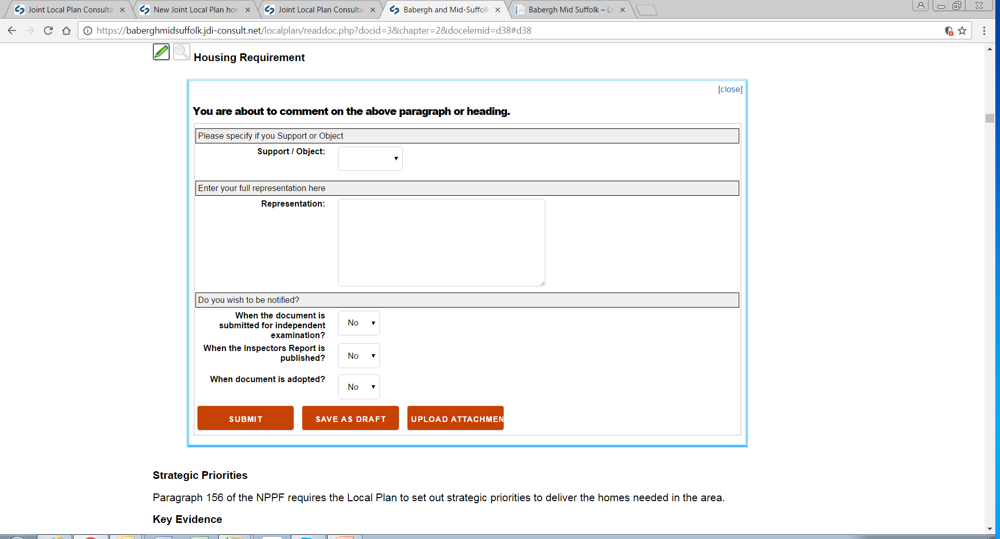 Joint Local Plan Consulta
New Joint Local Plan hon
Joint Local Plan Consulta
Babergh and Mid-Suffolk
Babergh Mid Suffolk – Lo
https://baberghmidsuffolk.jdi-consult.net/localplan/readdoc.php?docid=3&chapter=2&docelemid=d38#d38
Housing Requirement
[close]
You are about to comment on the above paragraph or heading.
Please specify if you Support or Object
Support / Object:
Enter your full representation here
Representation:
Do you wish to be notified?
When the document is
submitted for independent
examination?
No
When the Inspectors Report is
published?
No
When document is adopted?
No
SUBMIT
SAVE AS DRAFT
UPLOAD ATTACHMEN
Strategic Priorities
Paragraph 156 of the NPPF requires the Local Plan to set out strategic priorities to deliver the homes needed in the area.
Key Evidence